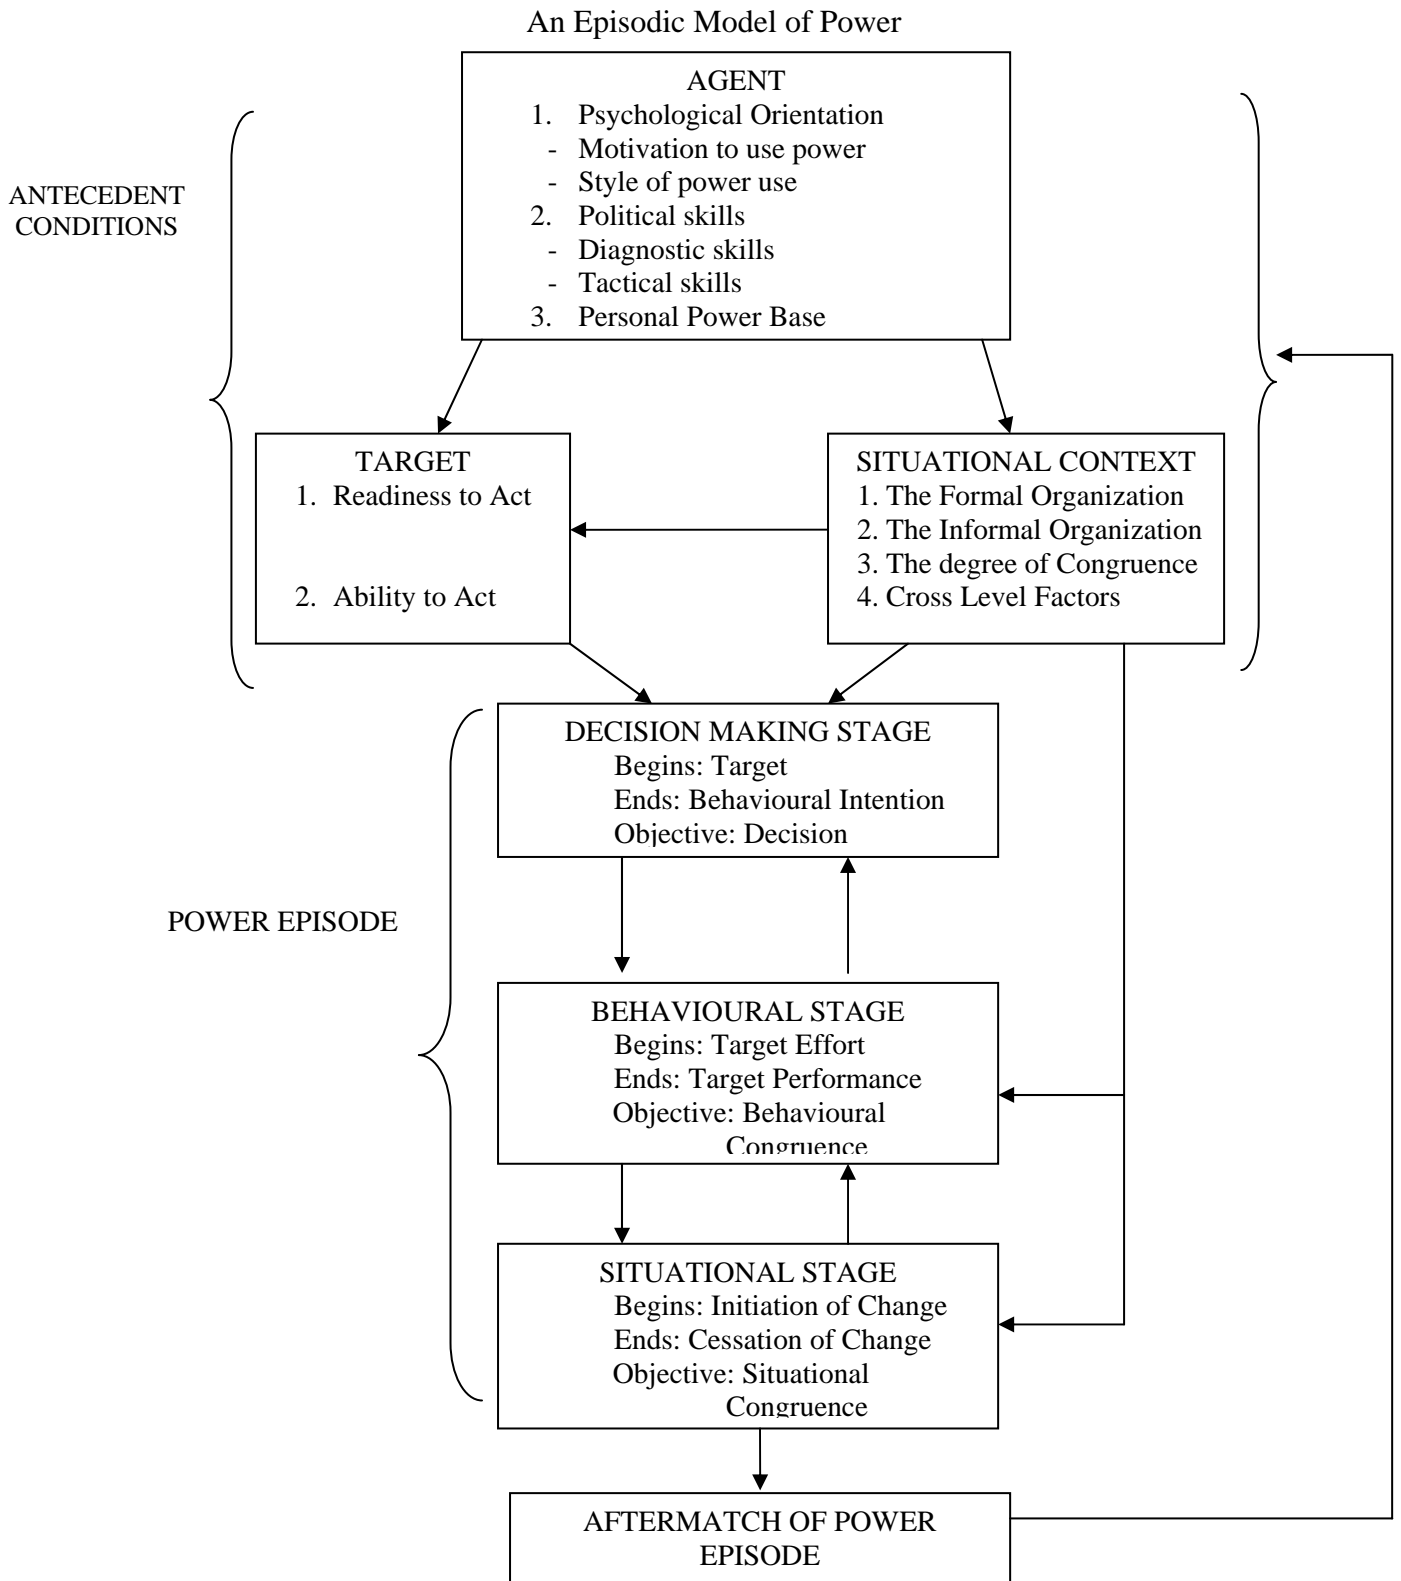 An Episodic Model of Power
AGENT
1. Psychological Orientation
- Motivation to use power
- Style of power use
2. Political skills
- Diagnostic skills
- Tactical skills
3. Personal Power Base
ANTECEDENT
CONDITIONS
TARGET
1. Readiness to Act
2. Ability to Act
SITUATIONAL CONTEXT
1. The Formal Organization
2. The Informal Organization
3. The degree of Congruence
4. Cross Level Factors
DECISION MAKING STAGE
Begins: Target
Ends: Behavioural Intention
Objective: Decision
POWER EPISODE
BEHAVIOURAL STAGE
Begins: Target Effort
Ends: Target Performance
Objective: Behavioural
Congruence
SITUATIONAL STAGE
Begins: Initiation of Change
Ends: Cessation of Change
Objective: Situational
Congruence
AFTERMATCH OF POWER
EPISODE